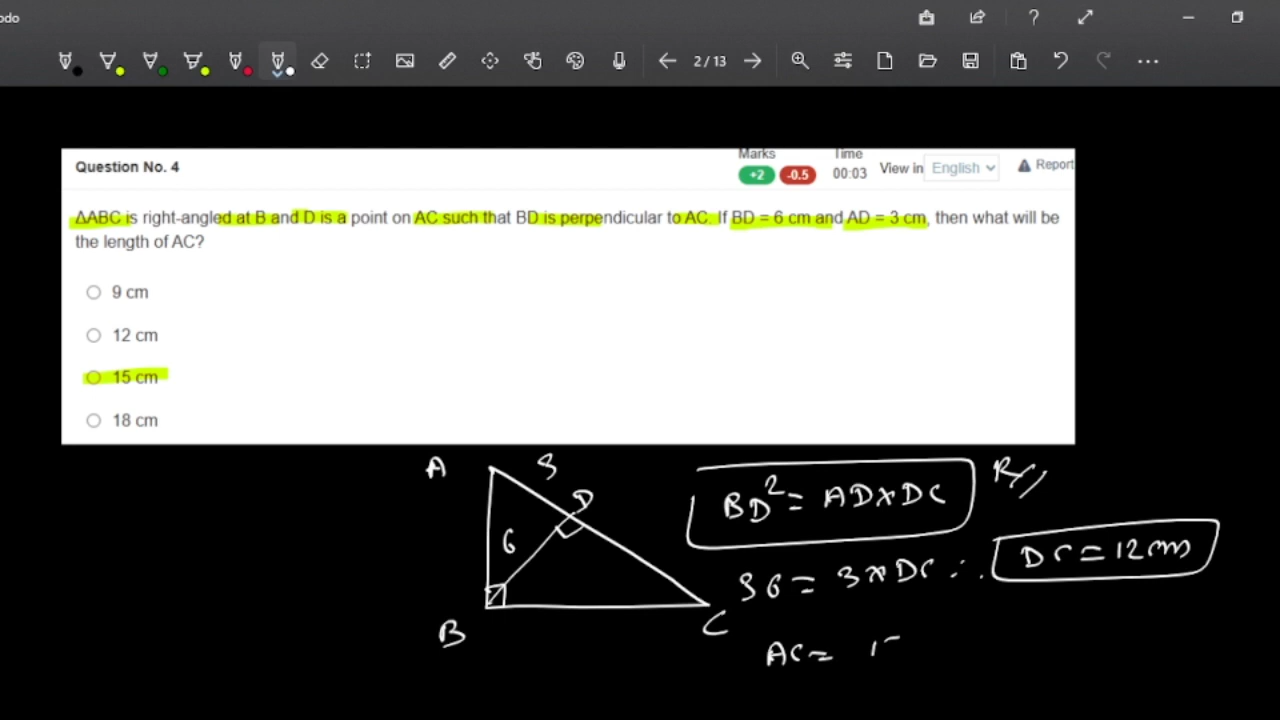 odo
2 / 13
Question No. 4
Marks
Time
+2
-0.5
00:03
View in
English
Report
ΔABC is right-angled at B and D is a point on AC such that BD is perpendicular to AC. If BD = 6 cm and AD = 3 cm, then what will be
the length of AC?
9 cm
12 cm
15 cm
18 cm
A
3
D
6
B
C
BD² = AD×DC
36 = 3×DC ∴
DC = 12 cm
AC =